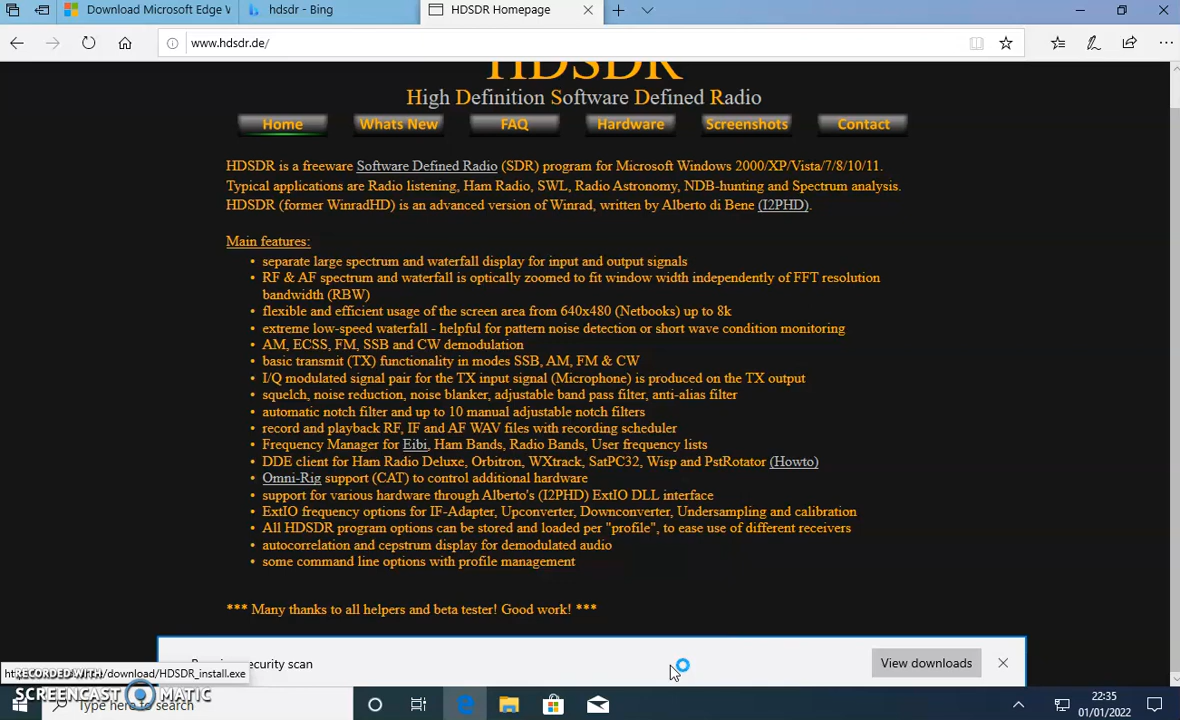 Download Microsoft Edge W
hdsdr - Bing
HDSDR Homepage
www.hdsdr.de/
HDSDR
High Definition Software Defined Radio
Home
Whats New
FAQ
Hardware
Screenshots
Contact
HDSDR is a freeware Software Defined Radio (SDR) program for Microsoft Windows 2000/XP/Vista/7/8/10/11.
Typical applications are Radio listening, Ham Radio, SWL, Radio Astronomy, NDB-hunting and Spectrum analysis.
HDSDR (former WinradHD) is an advanced version of Winrad, written by Alberto di Bene (I2PHD).
Main features:
• separate large spectrum and waterfall display for input and output signals
• RF & AF spectrum and waterfall is optically zoomed to fit window width independently of FFT resolution
bandwidth (RBW)
• flexible and efficient usage of the screen area from 640x480 (Netbooks) up to 8k
• extreme low-speed waterfall - helpful for pattern noise detection or short wave condition monitoring
• AM, ECSS, FM, SSB and CW demodulation
• basic transmit (TX) functionality in modes SSB, AM, FM & CW
• I/Q modulated signal pair for the TX input signal (Microphone) is produced on the TX output
• squelch, noise reduction, noise blanker, adjustable band pass filter, anti-alias filter
• automatic notch filter and up to 10 manual adjustable notch filters
• record and playback RF, IF and AF WAV files with recording scheduler
• Frequency Manager for Eibi, Ham Bands, Radio Bands, User frequency lists
• DDE client for Ham Radio Deluxe, Orbitron, WXtrack, SatPC32, Wisp and PstRotator (Howto)
• Omni-Rig support (CAT) to control additional hardware
• support for various hardware through Alberto's (I2PHD) ExtIO DLL interface
• ExtIO frequency options for IF-Adapter, Upconverter, Downconverter, Undersampling and calibration
• All HDSDR program options can be stored and loaded per "profile", to ease use of different receivers
• autocorrelation and cepstrum display for demodulated audio
• some command line options with profile management
*** Many thanks to all helpers and beta tester! Good work! ***
security scan
View downloads
/download/HDSDR_install.exe
RECORDED WITH
SCREENCAST MATIC
Type here to search
22:35
01/01/2022